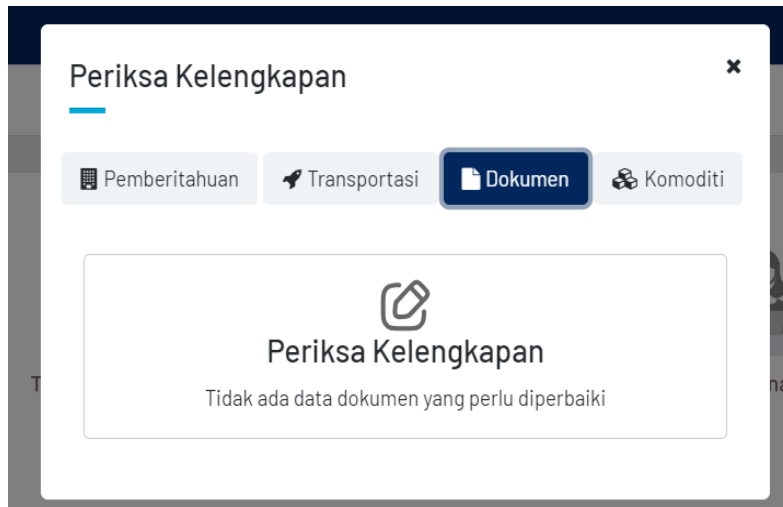 Periksa Kelengkapan
Pemberitahuan
Transportasi
Dokumen
Komoditi
Periksa Kelengkapan
Tidak ada data dokumen yang perlu diperbaiki